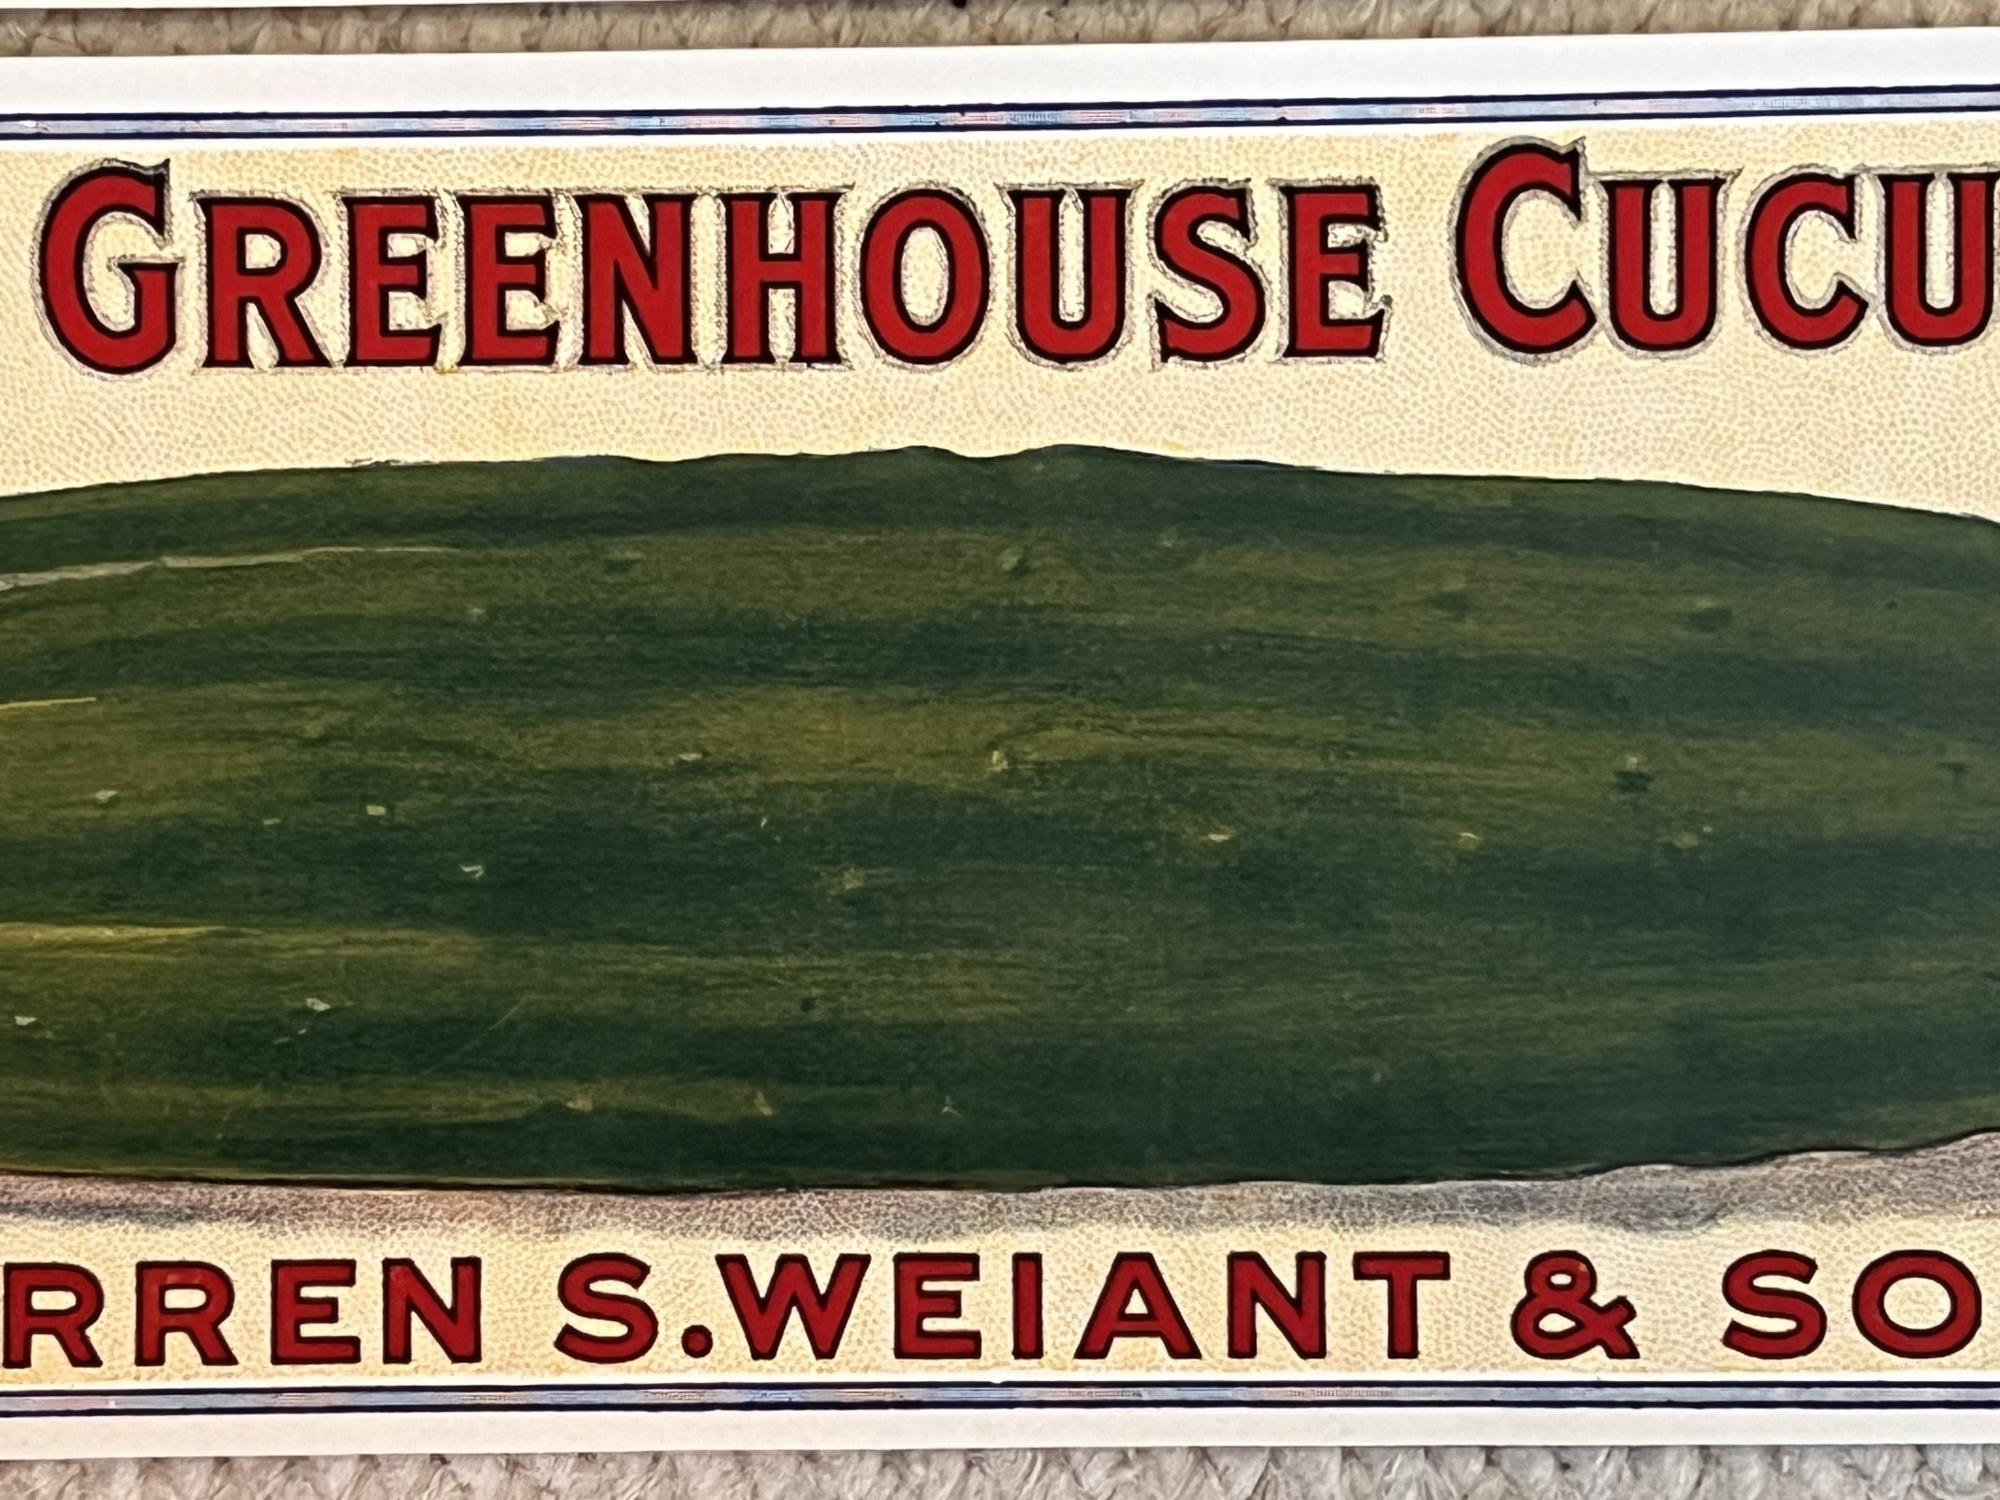 GREENHOUSE CUCU
RREN S. WEIANT & SO